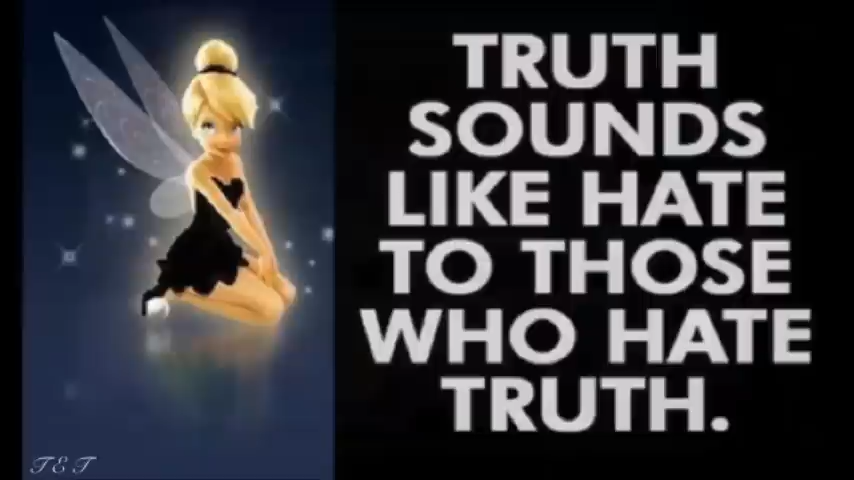 TRUTH
SOUNDS
LIKE HATE
TO THOSE
WHO HATE
TRUTH.
T&T